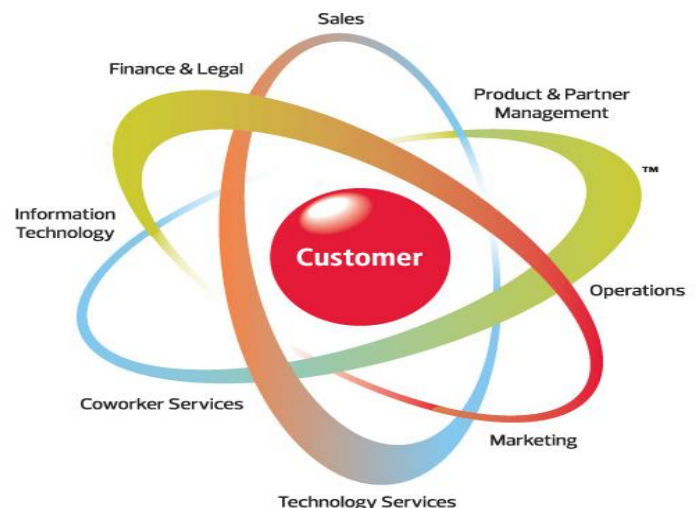 Sales
Finance & Legal
Product & Partner
Management
™
Information
Technology
Customer
Operations
Coworker Services
Marketing
Technology Services